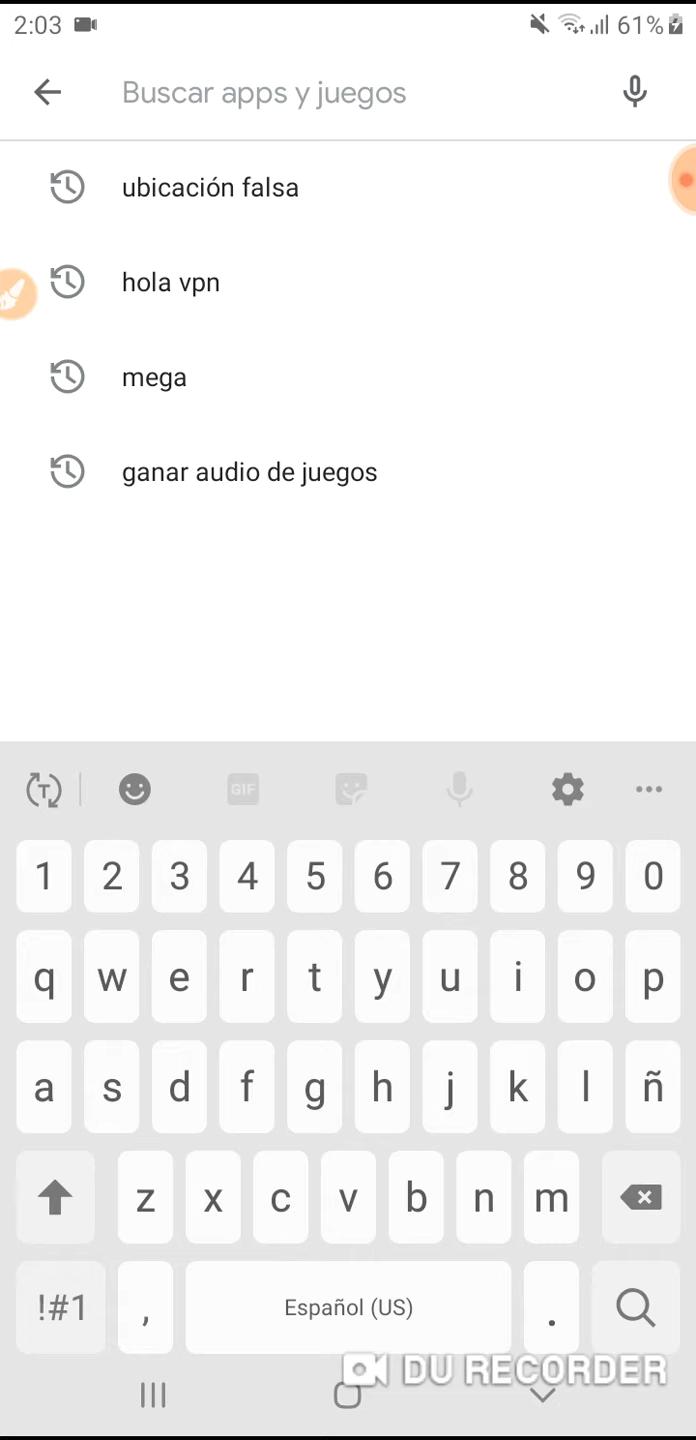 2:03
61%
Buscar apps y juegos
ubicación falsa
hola vpn
mega
ganar audio de juegos
T
GIF
1 2 3 4 5 6 7 8 9 0
q w e r t y u i o p
a s d f g h j k l ñ
z x c v b n m
!#1 , Español (US) .
DU RECORDER